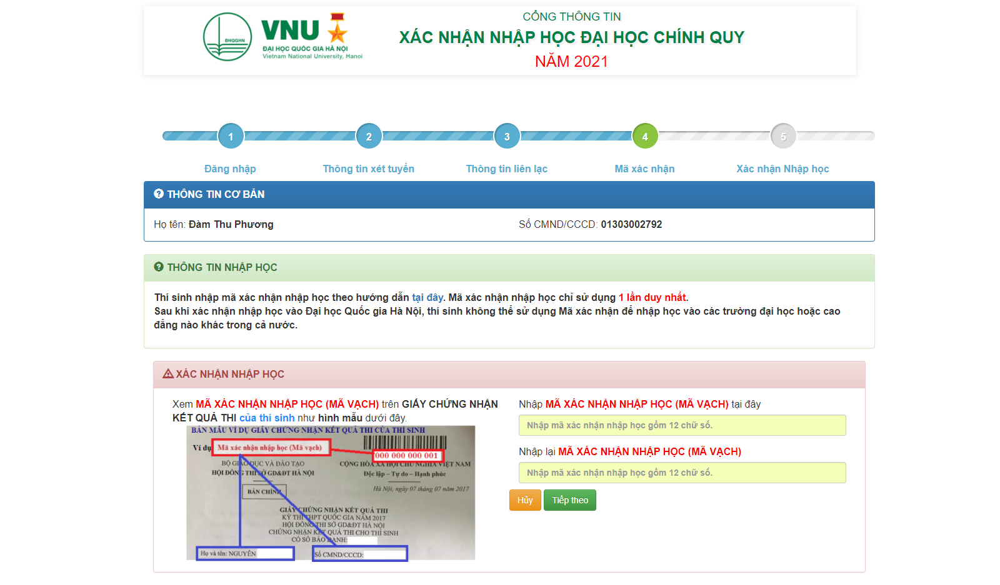 ĐHQGHN
VNU
ĐẠI HỌC QUỐC GIA HÀ NỘI
Vietnam National University, Hanoi
CỔNG THÔNG TIN
XÁC NHẬN NHẬP HỌC ĐẠI HỌC CHÍNH QUY
NĂM 2021
1 2 3 4 5
Đăng nhập Thông tin xét tuyển Thông tin liên lạc Mã xác nhận Xác nhận Nhập học
THÔNG TIN CƠ BẢN
Họ tên: Đàm Thu Phương Số CMND/CCCD: 01303002792
THÔNG TIN NHẬP HỌC
Thí sinh nhập mã xác nhận nhập học theo hướng dẫn tại đây. Mã xác nhận nhập học chỉ sử dụng 1 lần duy nhất.
Sau khi xác nhận nhập học vào Đại học Quốc gia Hà Nội, thí sinh không thể sử dụng Mã xác nhận để nhập học vào các trường đại học hoặc cao
đẳng nào khác trong cả nước.
XÁC NHẬN NHẬP HỌC
Xem MÃ XÁC NHẬN NHẬP HỌC (MÃ VẠCH) trên GIẤY CHỨNG NHẬN
KẾT QUẢ THI của thí sinh như hình mẫu dưới đây.
BẢN MẪU VÍ DỤ GIẤY CHỨNG NHẬN KẾT QUẢ THI CỦA THÍ SINH
Ví dụ Mã xác nhận nhập học (Mã vạch)
000 000 000 001
BỘ GIÁO DỤC VÀ ĐÀO TẠO
HỘI ĐỒNG THI SỞ GD&ĐT HÀ NỘI
CỘNG HÒA XÃ HỘI CHỦ NGHĨA VIỆT NAM
Độc lập – Tự do – Hạnh phúc
Hà Nội, ngày 07 tháng 07 năm 2017
BẢN CHÍNH
GIẤY CHỨNG NHẬN KẾT QUẢ THI
KỲ THI THPT QUỐC GIA NĂM 2017
HỘI ĐỒNG THI SỞ GD&ĐT HÀ NỘI
CHỨNG NHẬN KẾT QUẢ THI CHO THÍ SINH
CÓ SỐ BÁO DANH:
Họ và tên: NGUYỄN Số CMND/CCCD:
Nhập MÃ XÁC NHẬN NHẬP HỌC (MÃ VẠCH) tại đây
Nhập mã xác nhận nhập học gồm 12 chữ số.
Nhập lại MÃ XÁC NHẬN NHẬP HỌC (MÃ VẠCH)
Nhập mã xác nhận nhập học gồm 12 chữ số.
Hủy Tiếp theo